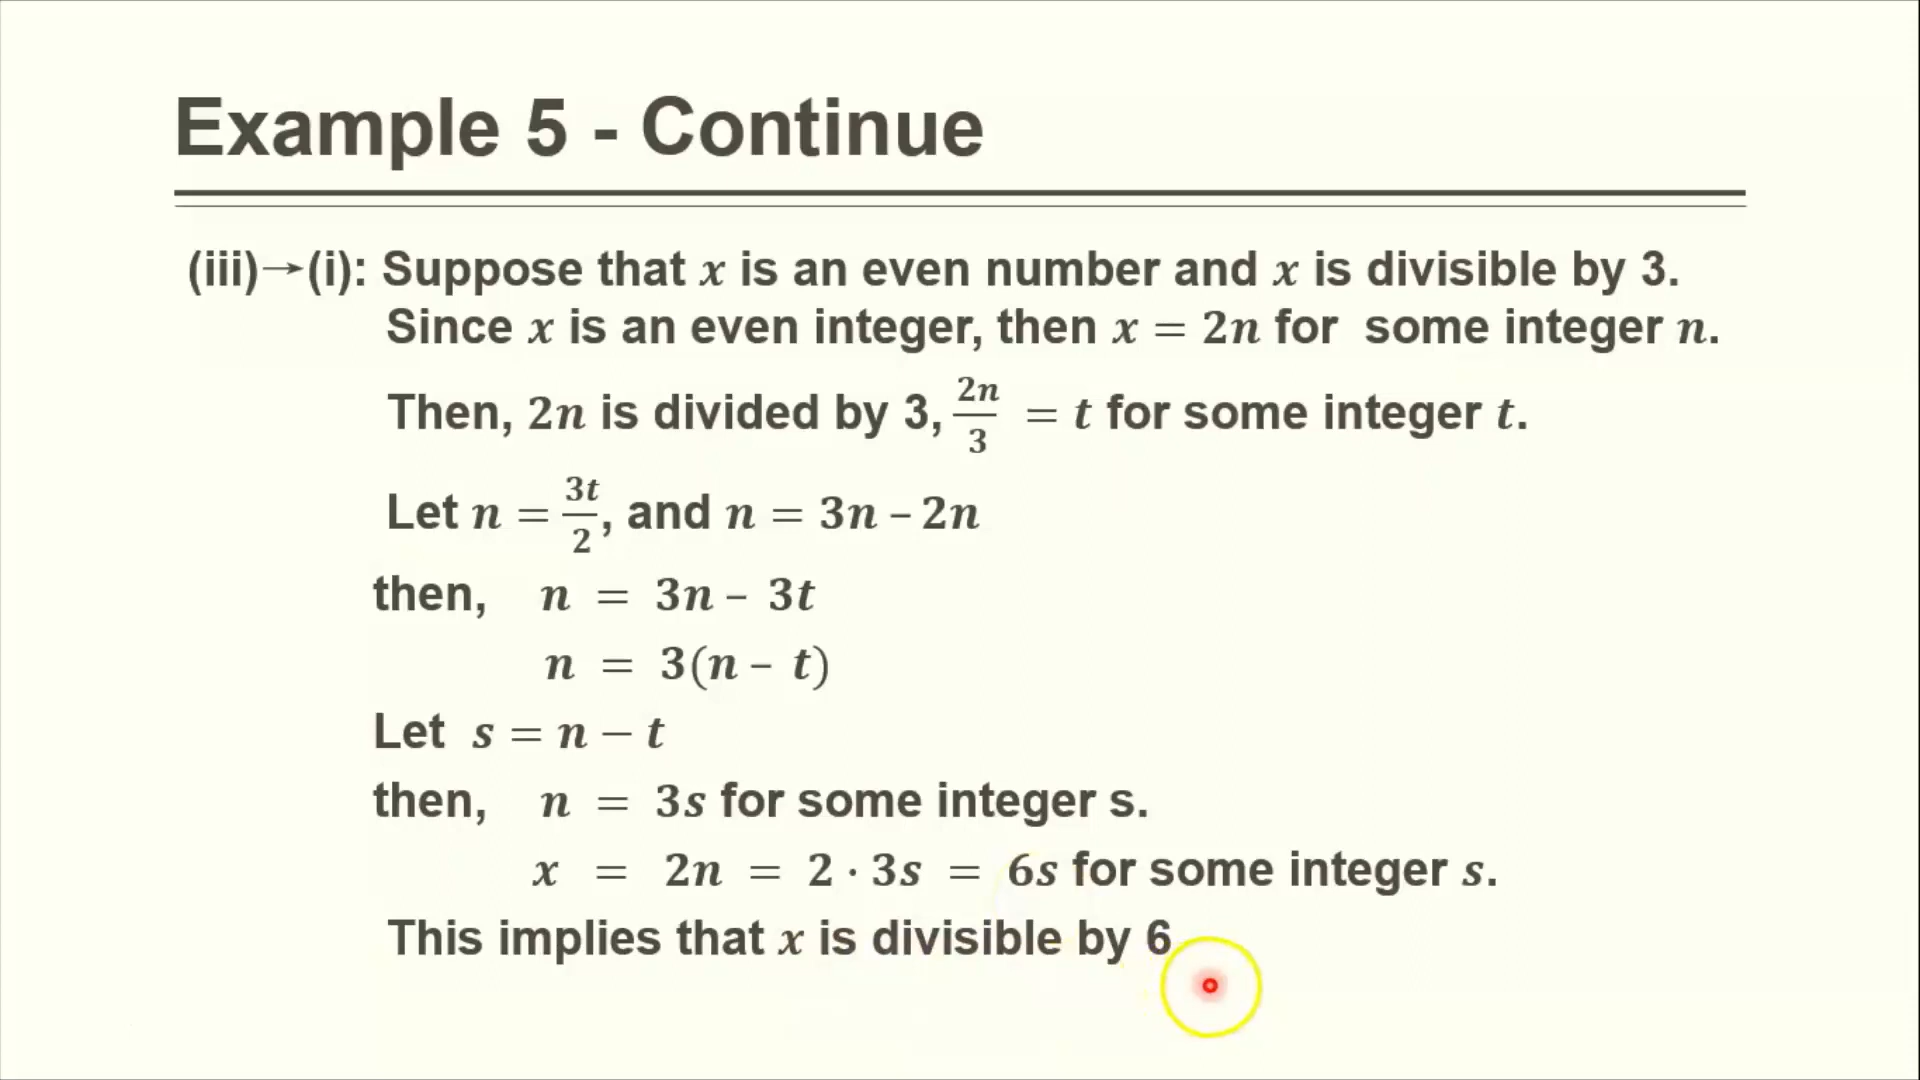 Example 5 - Continue
(iii)→(i): Suppose that x is an even number and x is divisible by 3.
Since x is an even integer, then x = 2n for some integer n.
Then, 2n is divided by 3, 2n/3 = t for some integer t.
Let n = 3t/2, and n = 3n – 2n
then, n = 3n – 3t
n = 3(n – t)
Let s = n − t
then, n = 3s for some integer s.
x = 2n = 2 · 3s = 6s for some integer s.
This implies that x is divisible by 6